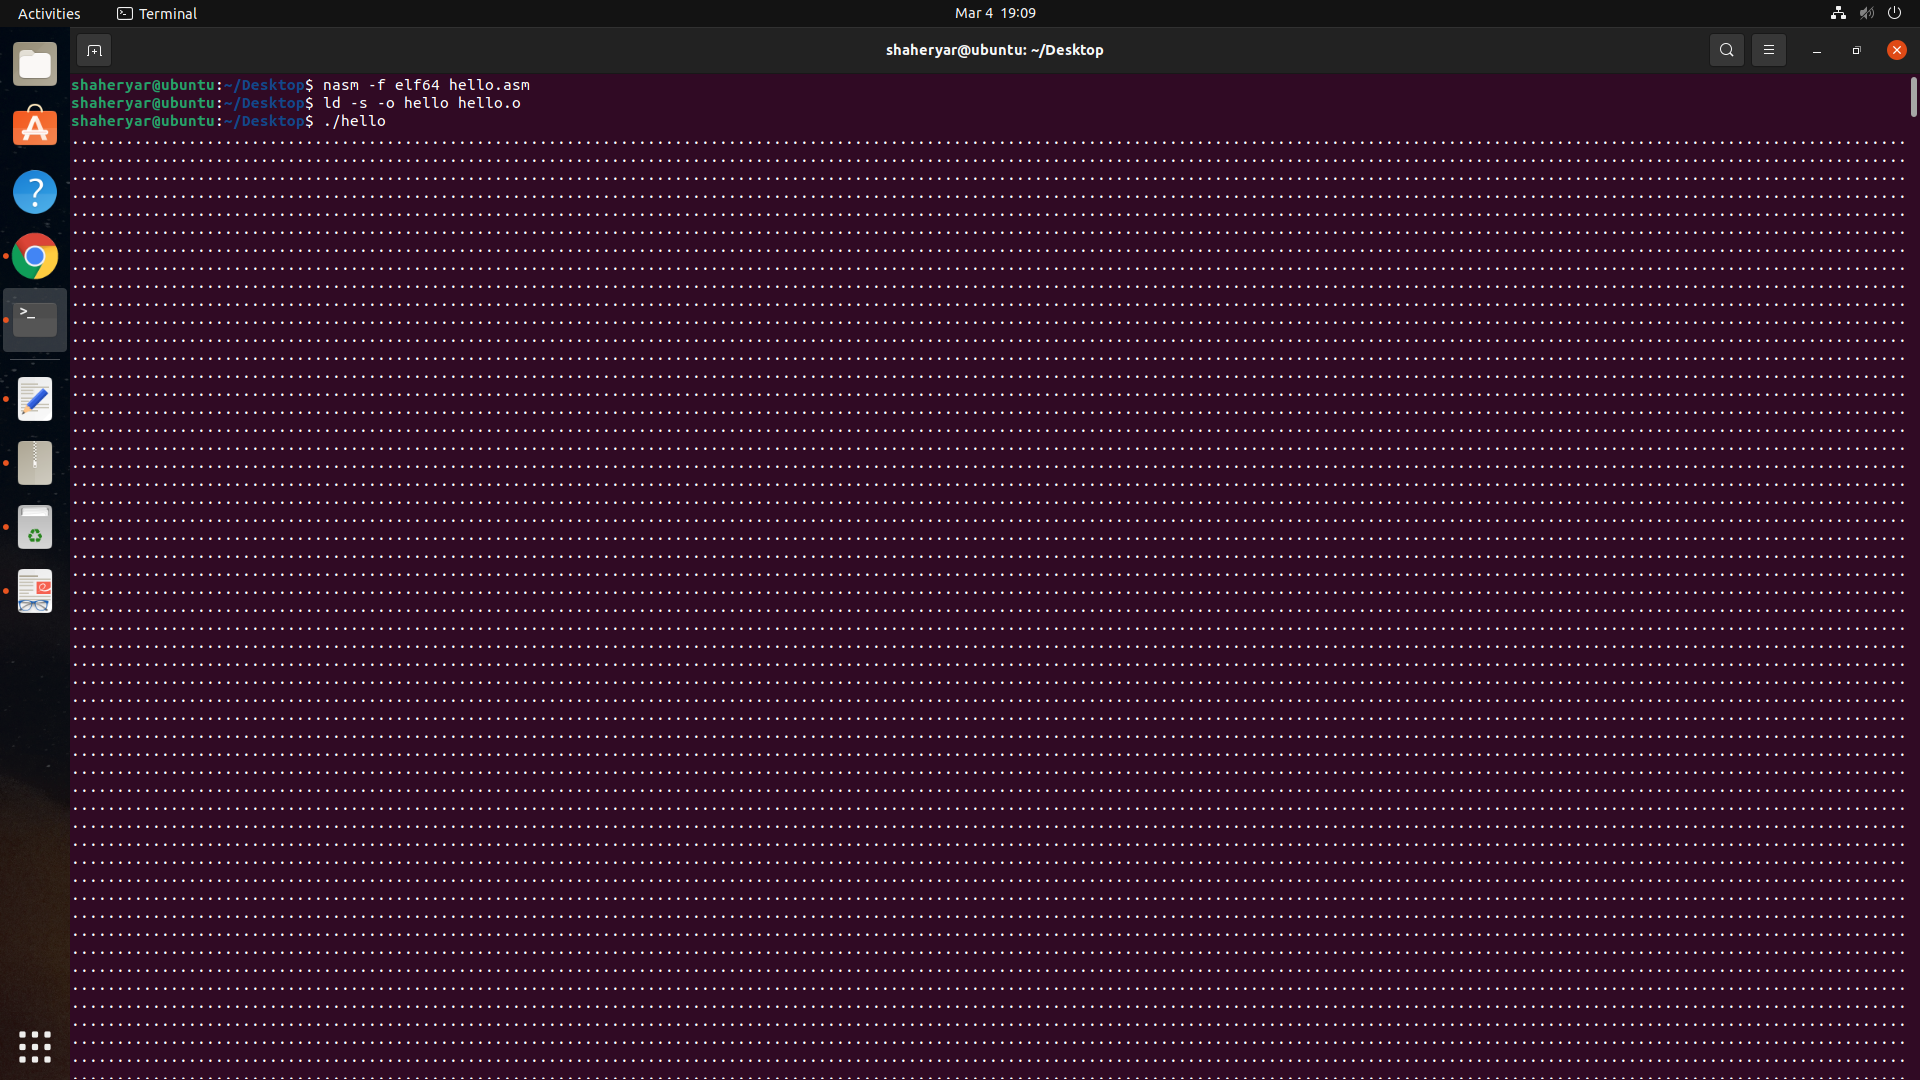 Activities
Terminal
Mar 4 19:09
shaheryar@ubuntu: ~/Desktop
shaheryar@ubuntu:~/Desktop$ nasm -f elf64 hello.asm
shaheryar@ubuntu:~/Desktop$ ld -s -o hello hello.o
shaheryar@ubuntu:~/Desktop$ ./hello